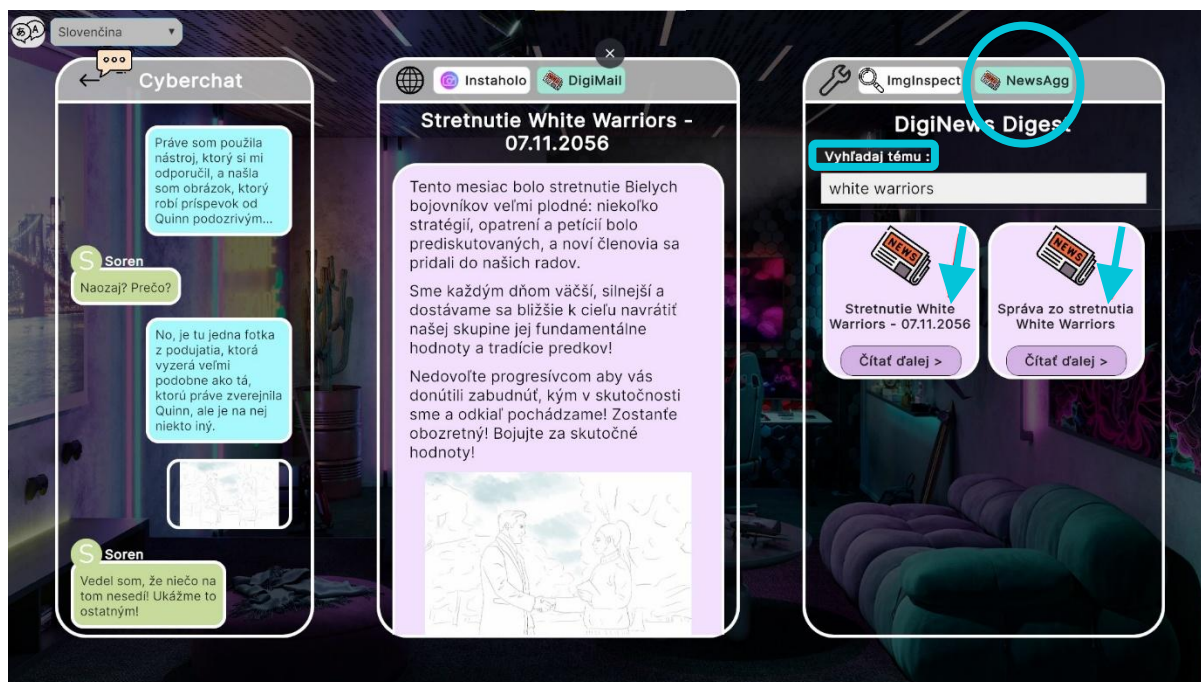 Slovenčina
Cyberchat
Práve som použila
nástroj, ktorý si mi
odporučil, a našla
som obrázok, ktorý
robí príspevok od
Quinn podozrivým...
S Soren
Naozaj? Prečo?
No, je tu jedna fotka
z podujatia, ktorá
vyzerá veľmi
podobne ako tá,
ktorú práve zverejnila
Quinn, ale je na nej
niekto iný.
S Soren
Vedel som, že niečo na
tom nesedí! Ukážme to
ostatným!
Instaholo
DigiMail
Stretnutie White Warriors -
07.11.2056
Tento mesiac bolo stretnutie Bielych
bojovníkov veľmi plodné: niekoľko
stratégií, opatrení a petícií bolo
prediskutovaných, a noví členovia sa
pridali do našich radov.
Sme každým dňom väčší, silnejší a
dostávame sa bližšie k cieľu navrátiť
našej skupine jej fundamentálne
hodnoty a tradície predkov!
Nedovoľte progresívcom aby vás
donútili zabudnúť, kým v skutočnosti
sme a odkiaľ pochádzame! Zostaňte
obozretný! Bojujte za skutočné
hodnoty!
ImgInspect
NewsAgg
DigiNews Digest
Vyhľadaj tému :
white warriors
NEWS
Stretnutie White
Warriors - 07.11.2056
Čítať ďalej >
NEWS
Správa zo stretnutia
White Warriors
Čítať ďalej >